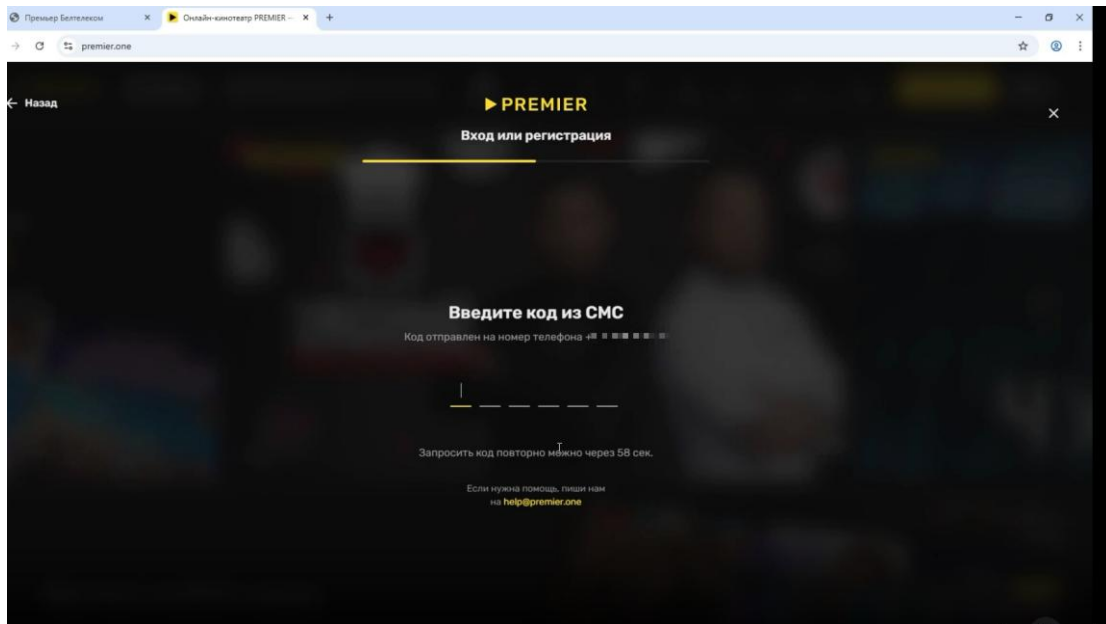 Премьер Белтелеком
Онлайн-кинотеатр PREMIER –
premier.one
Назад
PREMIER
Вход или регистрация
Введите код из СМС
Код отправлен на номер телефона +
Запросить код повторно можно через 58 сек.
Если нужна помощь, пиши нам
на help@premier.one